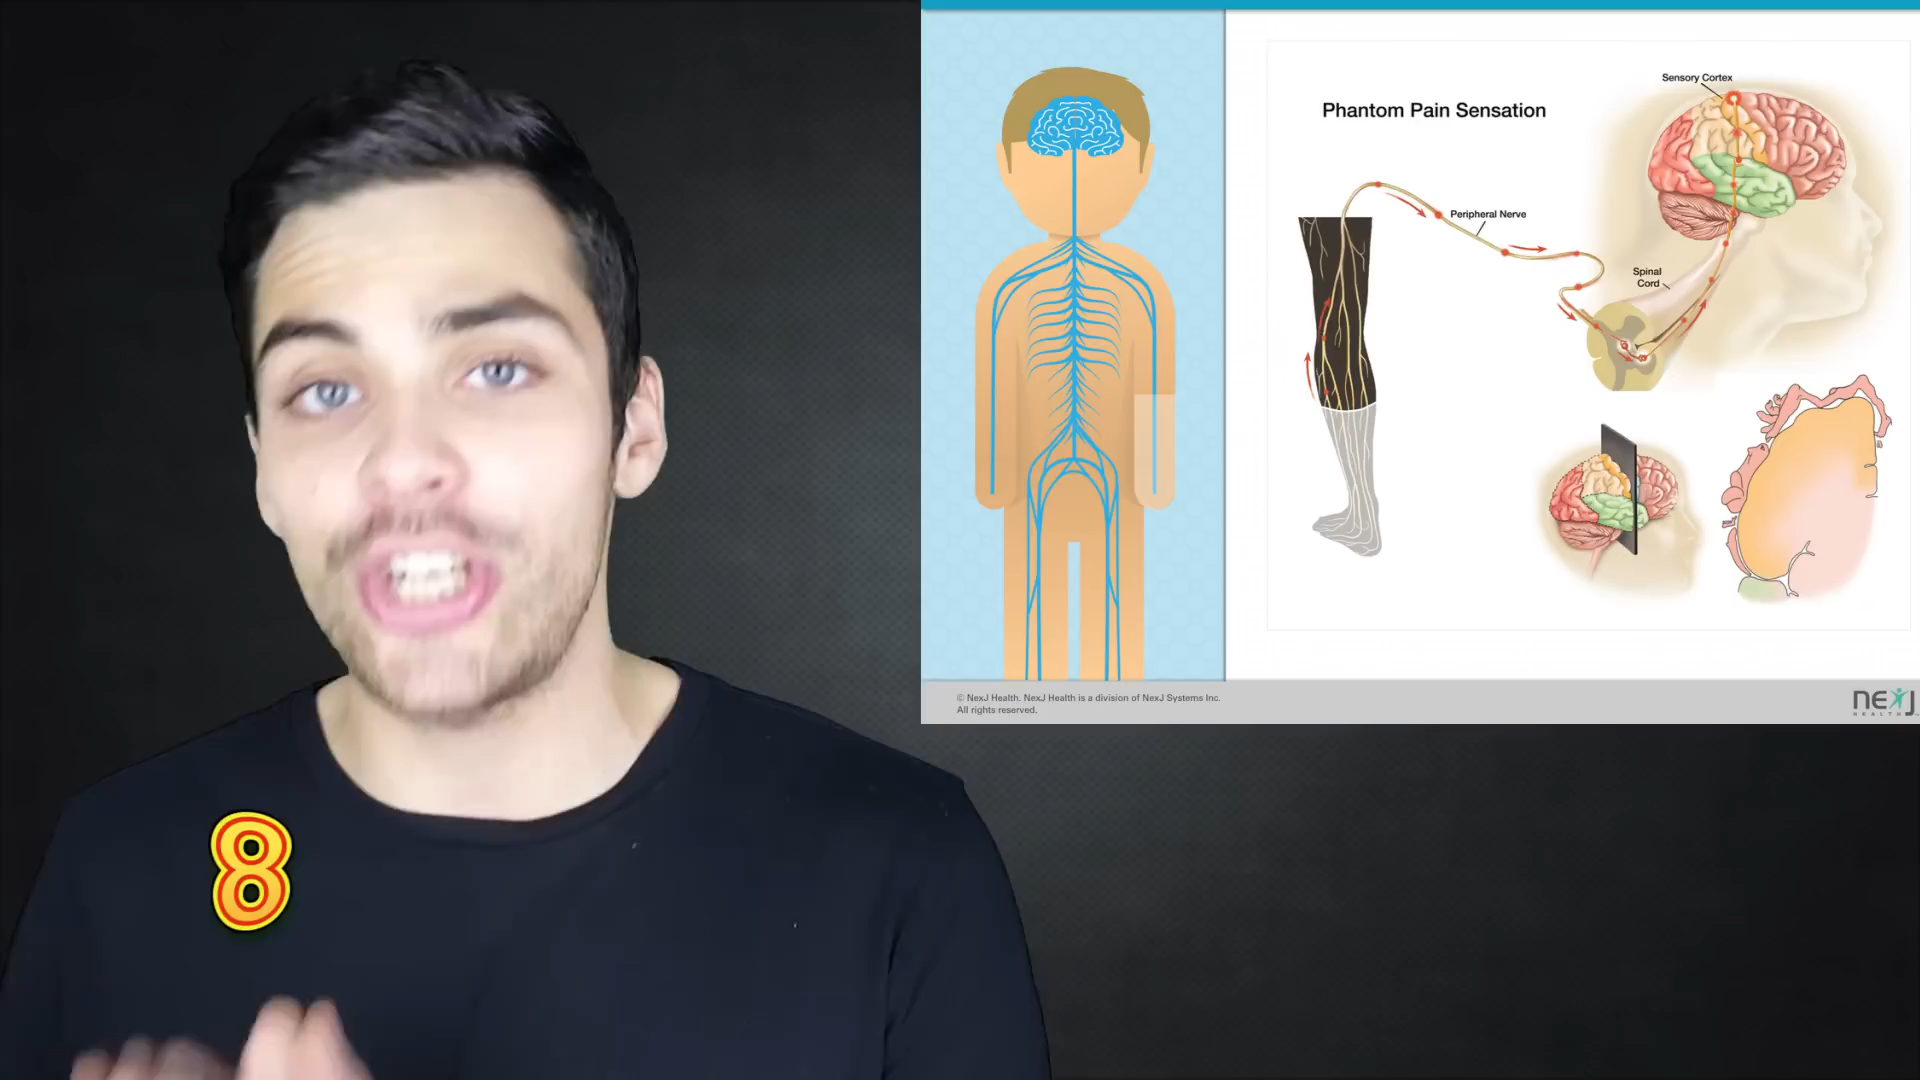 Sensory Cortex
Phantom Pain Sensation
Peripheral Nerve
Spinal
Cord
© NexJ Health. NexJ Health is a division of NexJ Systems Inc.
All rights reserved.
NEXJ
HEALTH
8